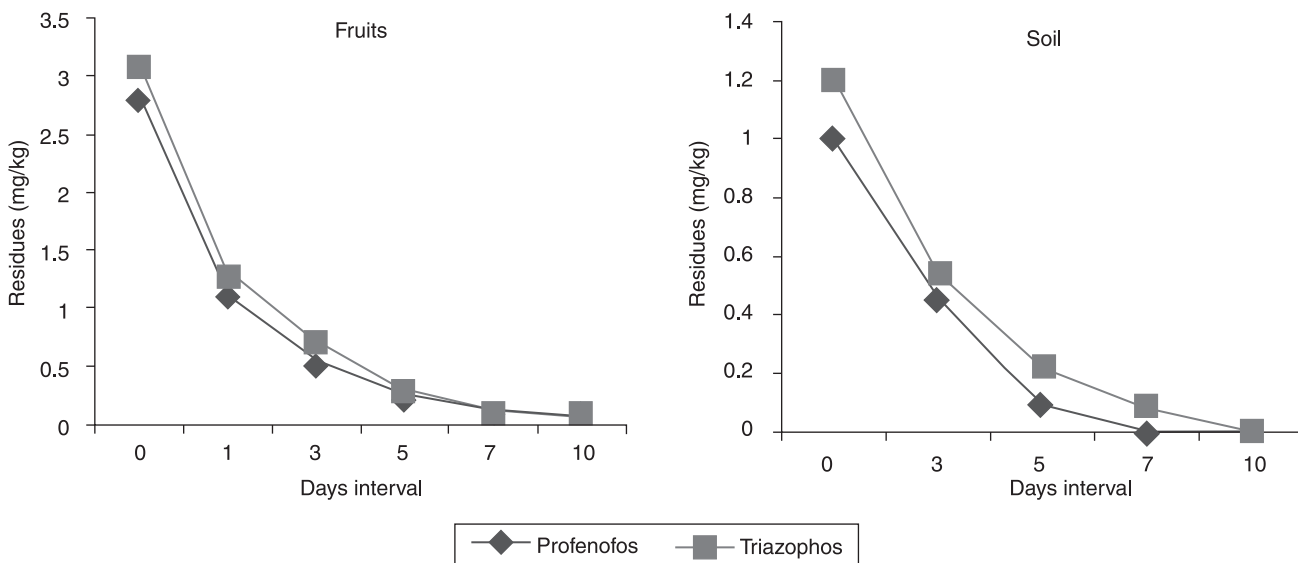 Fruits
Residues (mg/kg)
3.5
3
2.5
2
1.5
1
0.5
0
0 1 3 5 7 10
Days interval
Soil
Residues (mg/kg)
1.4
1.2
1
0.8
0.6
0.4
0.2
0
0 3 5 7 10
Days interval
Profenofos Triazophos